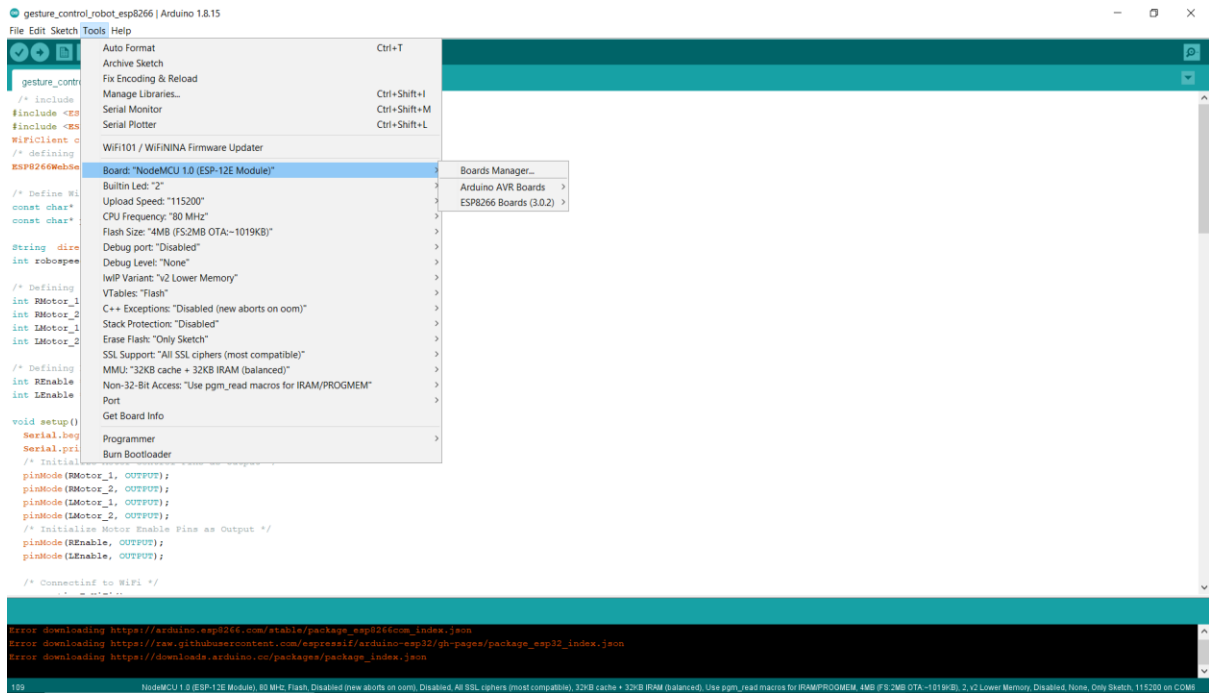 gesture_control_robot_esp8266 | Arduino 1.8.15
File Edit Sketch Tools Help
gesture_contr
/* include
#include <ES
#include <ES
WiFiClient c
/* defining
ESP8266WebSe
/* Define Wi
const char*
const char*
String dire
int robospee
/* Defining
int RMotor_1
int RMotor_2
int LMotor_1
int LMotor_2
/* Defining
int REnable
int LEnable
void setup()
Serial.beg
Serial.pri
pinMode(RMotor_1, OUTPUT);
pinMode(RMotor_2, OUTPUT);
pinMode(LMotor_1, OUTPUT);
pinMode(LMotor_2, OUTPUT);
/* Initialize Motor Enable Pins as Output */
pinMode(REnable, OUTPUT);
pinMode(LEnable, OUTPUT);
/* Connectinf to WiFi */
Auto Format Ctrl+T
Archive Sketch
Fix Encoding & Reload
Manage Libraries... Ctrl+Shift+I
Serial Monitor Ctrl+Shift+M
Serial Plotter Ctrl+Shift+L
WiFi101 / WiFiNINA Firmware Updater
Board: "NodeMCU 1.0 (ESP-12E Module)"
Builtin Led: "2"
Upload Speed: "115200"
CPU Frequency: "80 MHz"
Flash Size: "4MB (FS:2MB OTA:~1019KB)"
Debug port: "Disabled"
Debug Level: "None"
lwIP Variant: "v2 Lower Memory"
VTables: "Flash"
C++ Exceptions: "Disabled (new aborts on oom)"
Stack Protection: "Disabled"
Erase Flash: "Only Sketch"
SSL Support: "All SSL ciphers (most compatible)"
MMU: "32KB cache + 32KB IRAM (balanced)"
Non-32-Bit Access: "Use pgm_read macros for IRAM/PROGMEM"
Port
Get Board Info
Programmer
Burn Bootloader
Boards Manager...
Arduino AVR Boards
ESP8266 Boards (3.0.2)
Error downloading https://arduino.esp8266.com/stable/package_esp8266com_index.json
Error downloading https://raw.githubusercontent.com/espressif/arduino-esp32/gh-pages/package_esp32_index.json
Error downloading https://downloads.arduino.cc/packages/package_index.json
109 NodeMCU 1.0 (ESP-12E Module), 80 MHz, Flash, Disabled (new aborts on oom), Disabled, All SSL ciphers (most compatible), 32KB cache + 32KB IRAM (balanced), Use pgm_read macros for IRAM/PROGMEM, 4MB (FS:2MB OTA:~1019KB), 2, v2 Lower Memory, Disabled, None, Only Sketch, 115200 on COM6